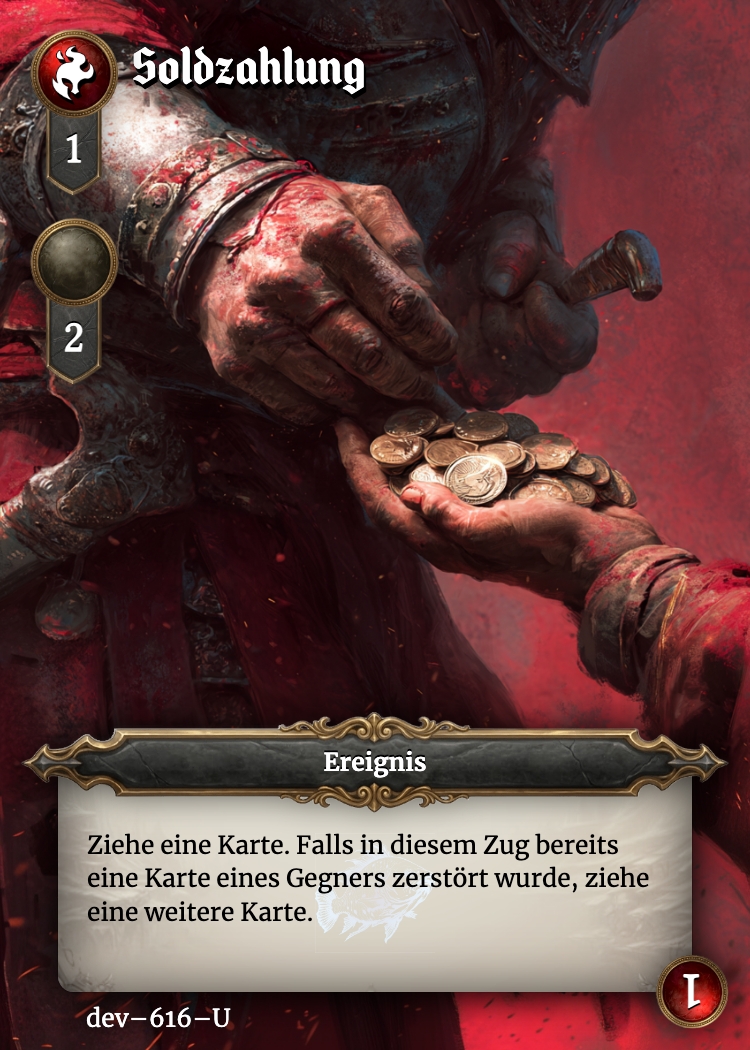 Soldzahlung
1
2
Ereignis
Ziehe eine Karte. Falls in diesem Zug bereits
eine Karte eines Gegners zerstört wurde, ziehe
eine weitere Karte.
1
dev–616–U